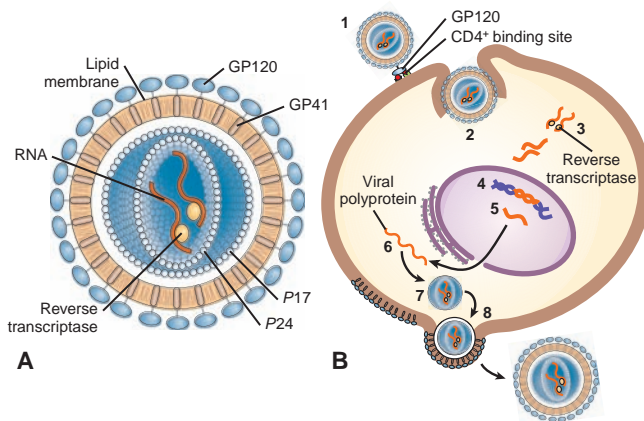 Lipid
membrane
GP120
GP41
RNA
Reverse
transcriptase
P17
P24
A
1
GP120
CD4+ binding site
2
3
Reverse
transcriptase
4
5
Viral
polyprotein
6
7
8
B